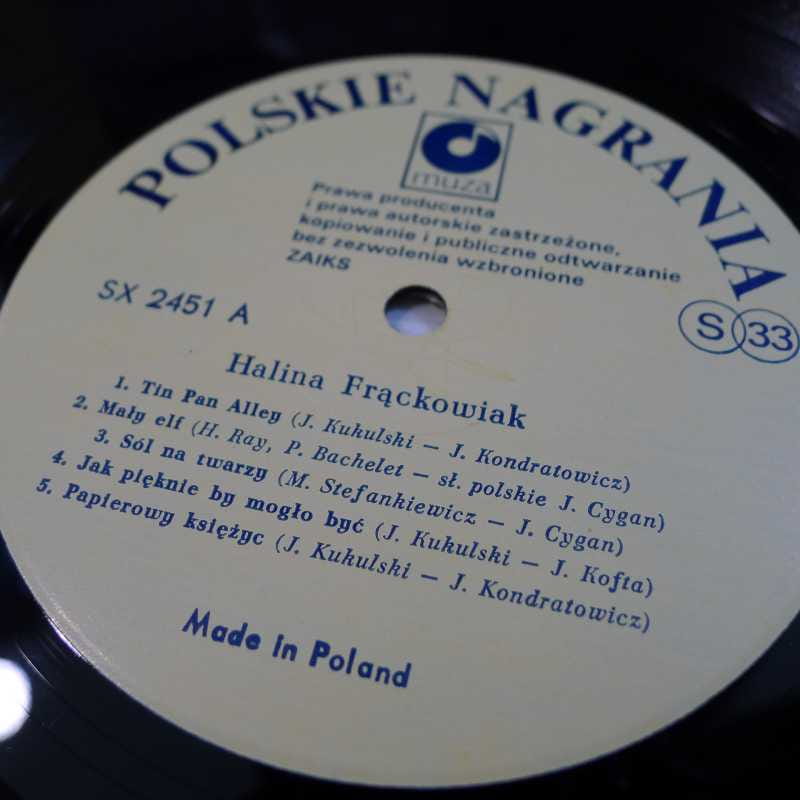 POLSKIE NAGRANIA
muza
Prawa producenta
i prawa autorskie zastrzeżone,
kopiowanie i publiczne odtwarzanie
bez zezwolenia wzbronione
ZAIKS
SX 2451 A
S 33
Halina Frąckowiak
1. Tin Pan Alley (J. Kukulski – J. Kondratowicz)
2. Mały elf (H. Ray, P. Bachelet – sł. polskie J. Cygan)
3. Sól na twarzy (M. Stefankiewicz – J. Cygan)
4. Jak pięknie by mogło być (J. Kukulski – J. Kofta)
5. Papierowy księżyc (J. Kukulski – J. Kondratowicz)
Made in Poland